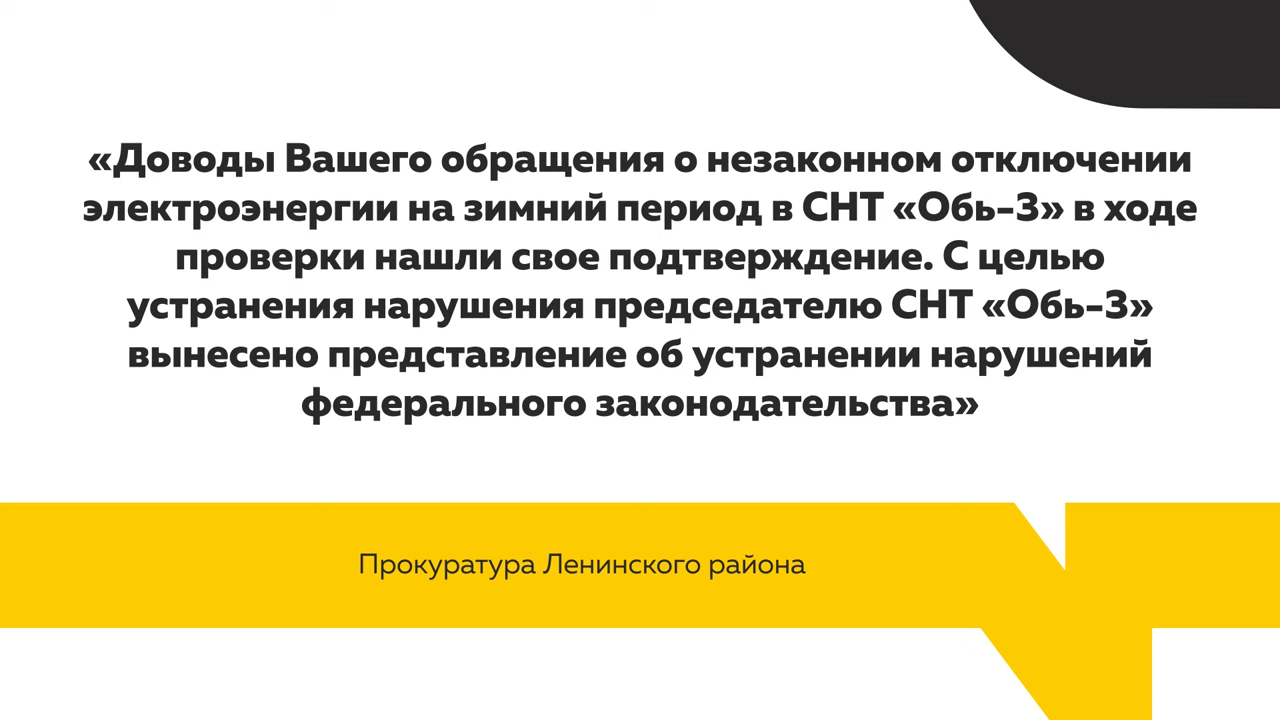 «Доводы Вашего обращения о незаконном отключении
электроэнергии на зимний период в СНТ «Обь-3» в ходе
проверки нашли свое подтверждение. С целью
устранения нарушения председателю СНТ «Обь-3»
вынесено представление об устранении нарушений
федерального законодательства»
Прокуратура Ленинского района